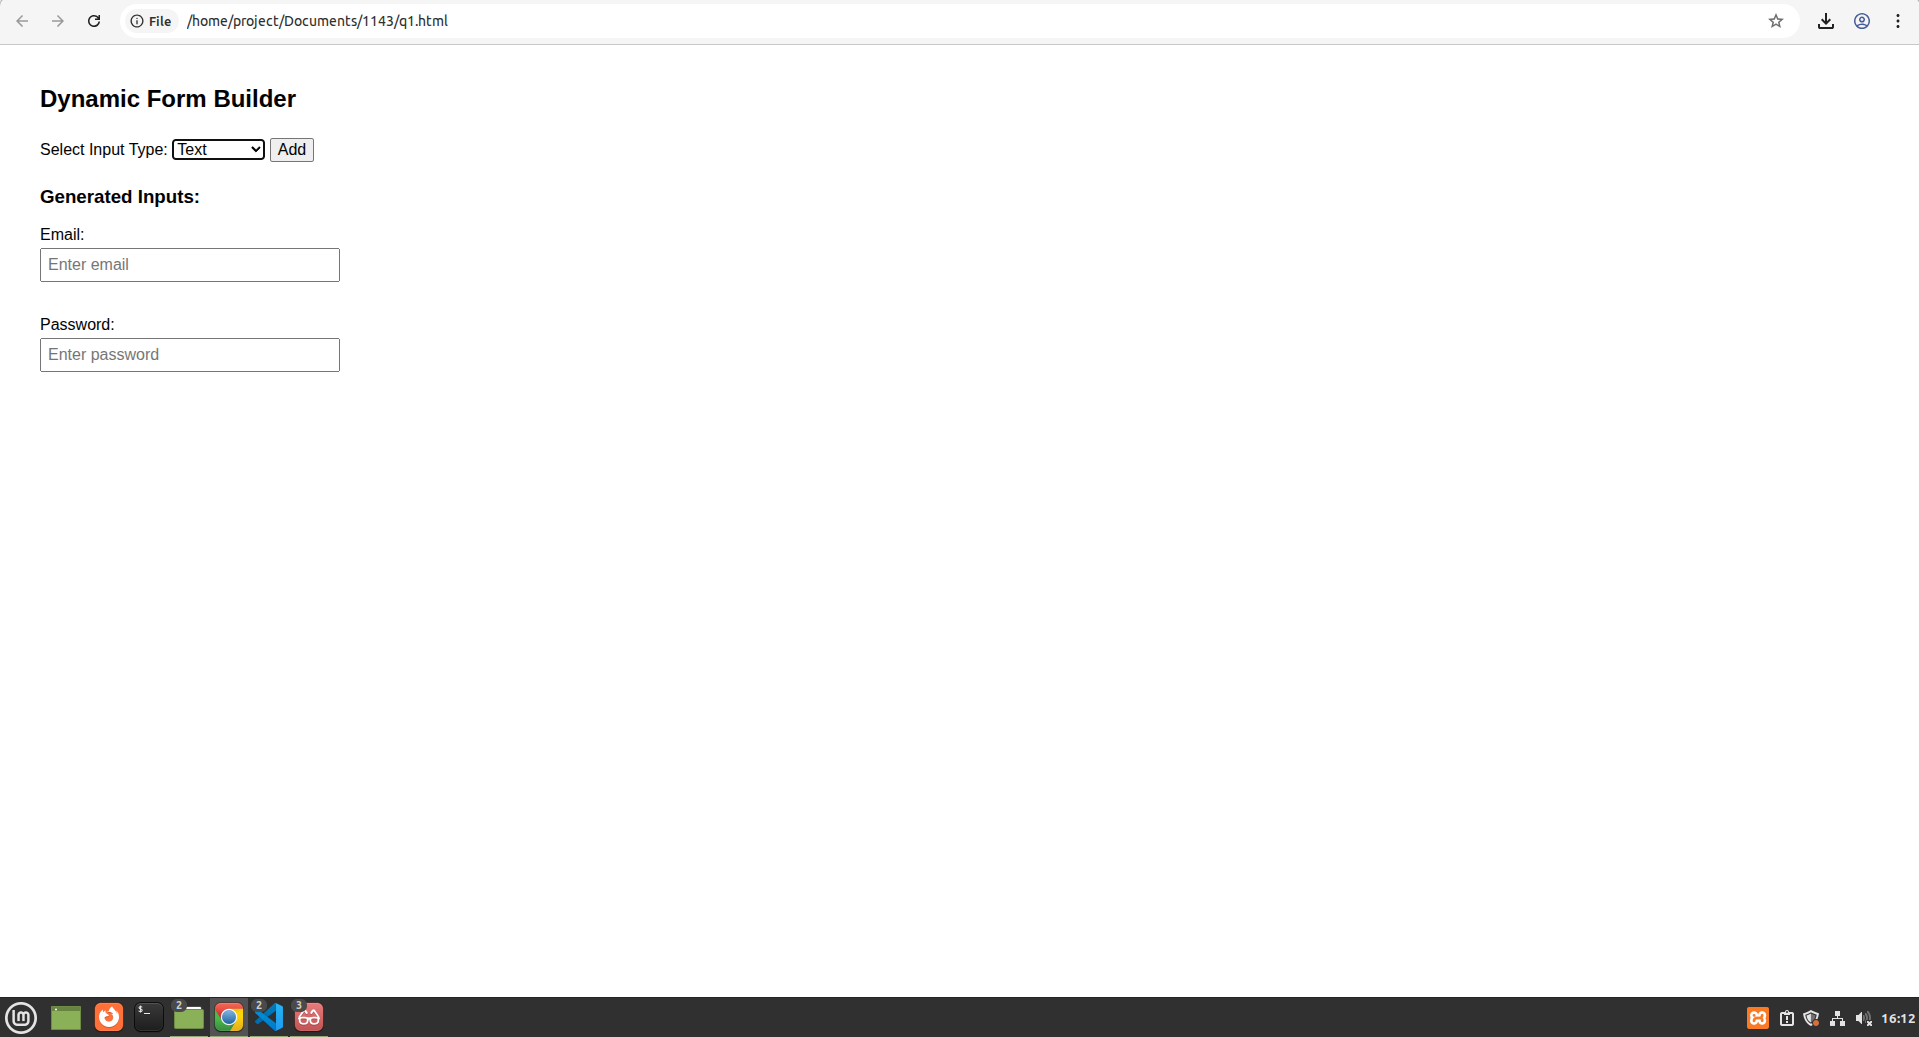 File /home/project/Documents/1143/q1.html
Dynamic Form Builder
Select Input Type: Text Add
Generated Inputs:
Email:
Enter email
Password:
Enter password
$_ 2 2 3 16:12